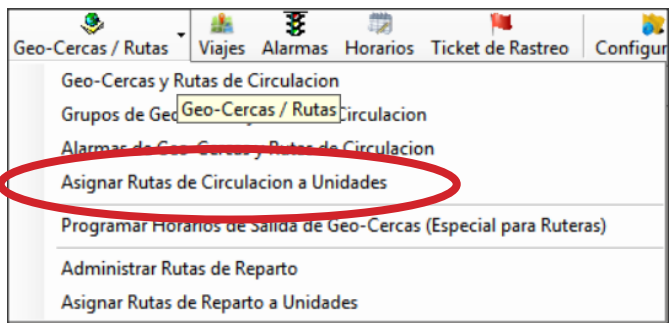 Geo-Cercas / Rutas Viajes Alarmas Horarios Ticket de Rastreo Configur
Geo-Cercas y Rutas de Circulacion
Grupos de Geo Circulacion
Geo-Cercas / Rutas
Alarmas de Geo-Cercas y Rutas de Circulacion
Asignar Rutas de Circulacion a Unidades
Programar Horarios de Salida de Geo-Cercas (Especial para Ruteras)
Administrar Rutas de Reparto
Asignar Rutas de Reparto a Unidades